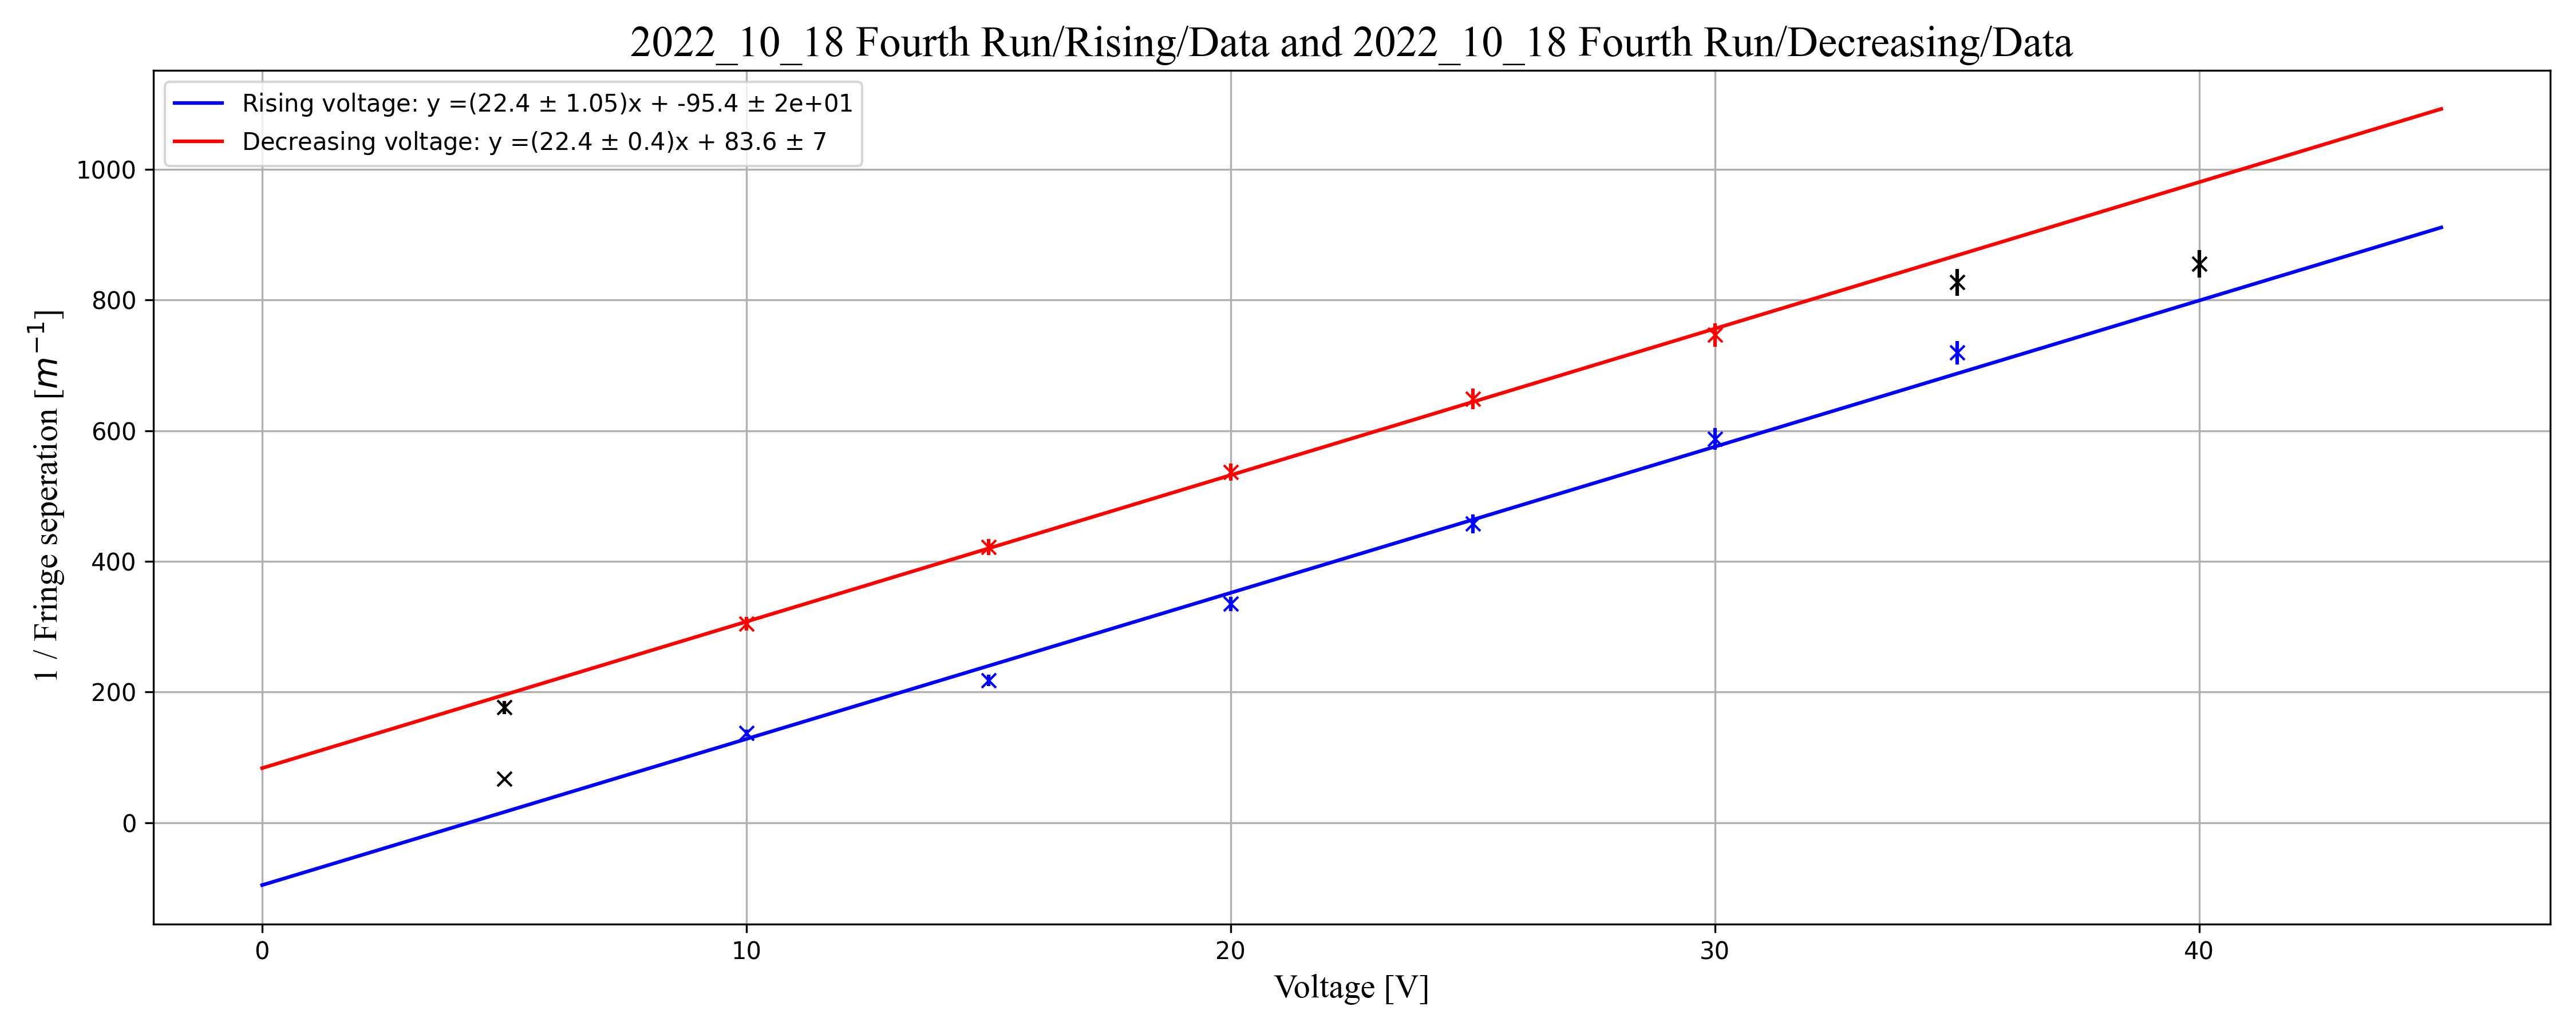 2022_10_18 Fourth Run/Rising/Data and 2022_10_18 Fourth Run/Decreasing/Data
Rising voltage: y =(22.4 ± 1.05)x + -95.4 ± 2e+01
Decreasing voltage: y =(22.4 ± 0.4)x + 83.6 ± 7
1 / Fringe seperation [m⁻¹]
1000
800
600
400
200
0
0 10 20 30 40
Voltage [V]